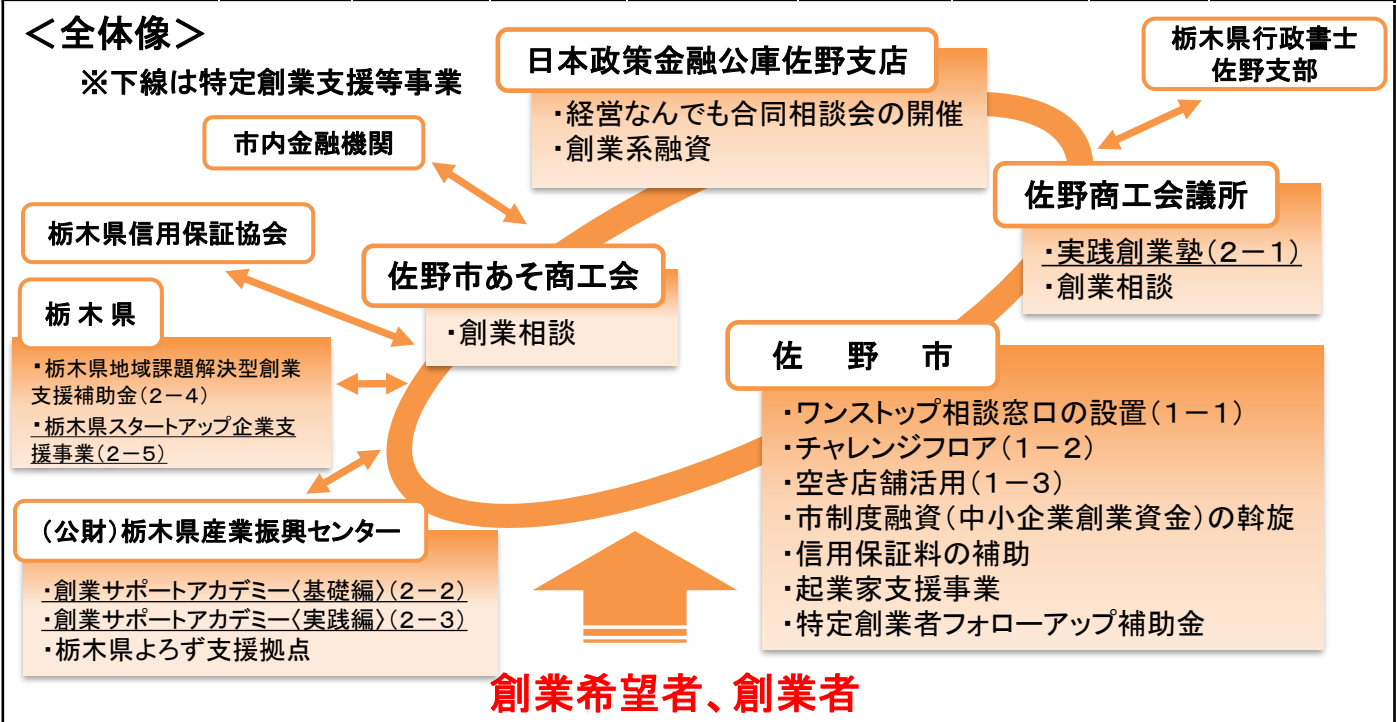 ＜全体像＞
※下線は特定創業支援等事業
日本政策金融公庫佐野支店
・経営なんでも合同相談会の開催
・創業系融資
栃木県行政書士
佐野支部
市内金融機関
佐野商工会議所
・実践創業塾（２－１）
・創業相談
栃木県信用保証協会
佐野市あそ商工会
・創業相談
栃 木 県
・栃木県地域課題解決型創業
支援補助金（２－４）
・栃木県スタートアップ企業支
援事業（２－５）
佐　野　市
・ワンストップ相談窓口の設置（１－１）
・チャレンジフロア（１－２）
・空き店舗活用（１－３）
・市制度融資（中小企業創業資金）の斡旋
・信用保証料の補助
・起業家支援事業
・特定創業者フォローアップ補助金
（公財）栃木県産業振興センター
・創業サポートアカデミー〈基礎編〉（２－２）
・創業サポートアカデミー〈実践編〉（２－３）
・栃木県よろず支援拠点
創業希望者、創業者